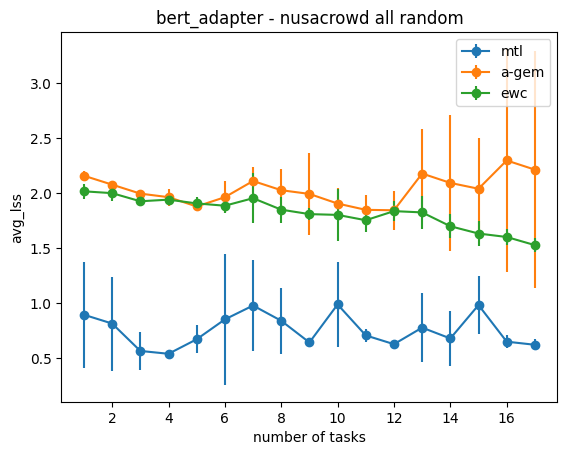 bert_adapter - nusacrowd all random
mtl
a-gem
ewc
3.0
2.5
2.0
1.5
1.0
0.5
avg_lss
2 4 6 8 10 12 14 16
number of tasks